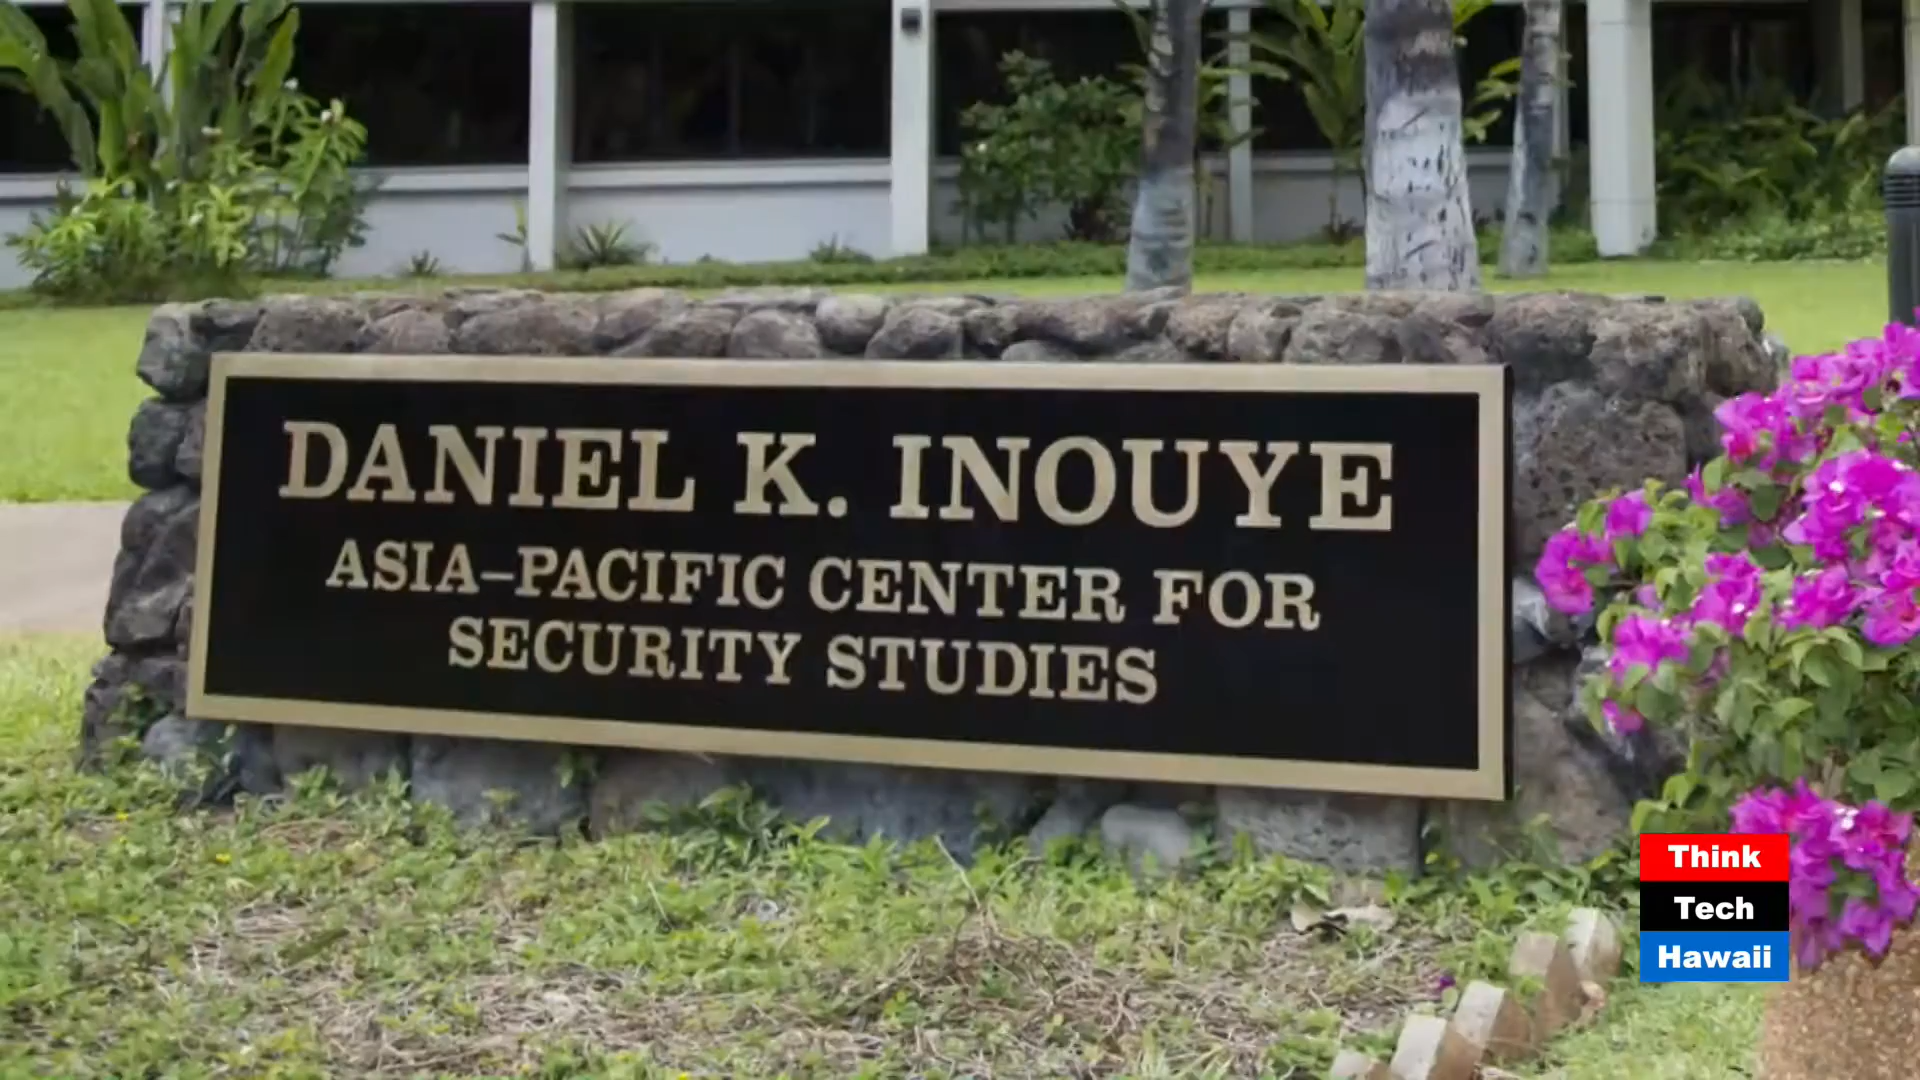 DANIEL K. INOUYE
ASIA–PACIFIC CENTER FOR
SECURITY STUDIES
Think
Tech
Hawaii